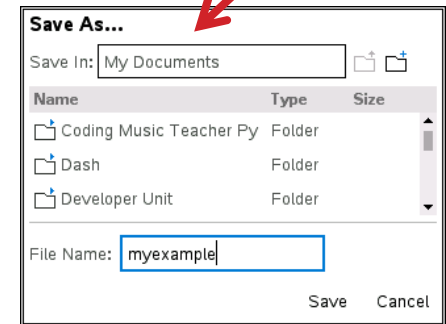 Save As...
Save In: My Documents
Name Type Size
Coding Music Teacher Py Folder
Dash Folder
Developer Unit Folder
File Name: myexample
Save Cancel